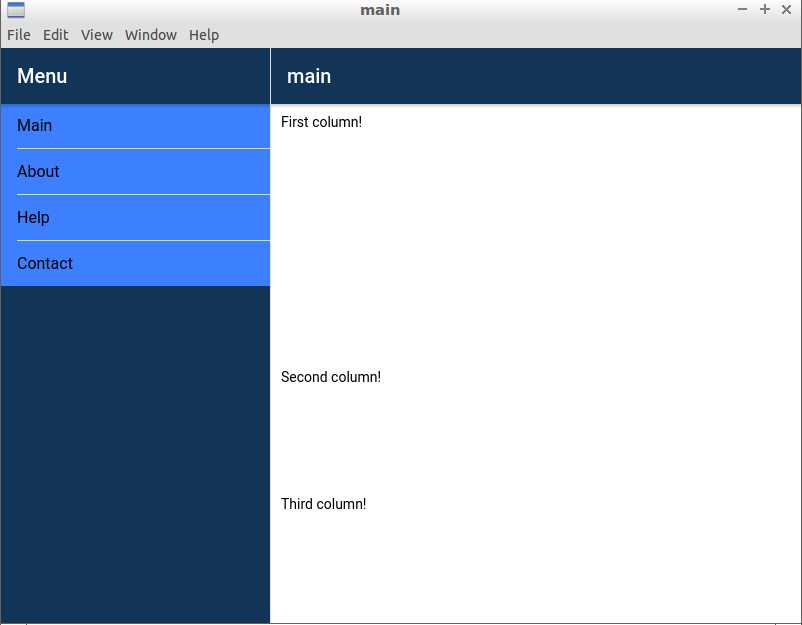 main
File Edit View Window Help
Menu
main
Main
About
Help
Contact
First column!
Second column!
Third column!